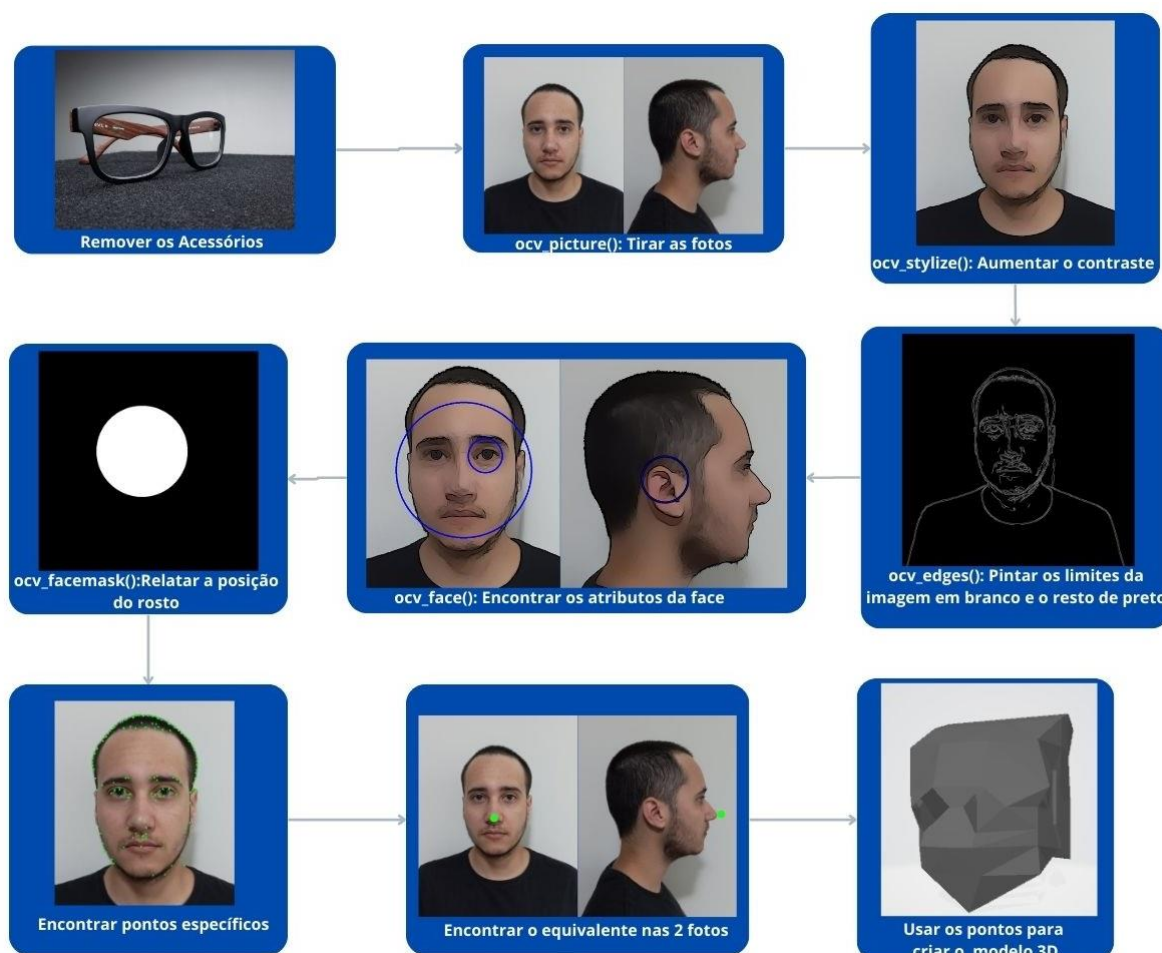 Remover os Acessórios
ocv_picture(): Tirar as fotos
ocv_stylize(): Aumentar o contraste
ocv_edges(): Pintar os limites da
imagem em branco e o resto de preto
ocv_face(): Encontrar os atributos da face
ocv_facemask():Relatar a posição
do rosto
Encontrar pontos específicos
Encontrar o equivalente nas 2 fotos
Usar os pontos para
criar o modelo 3D